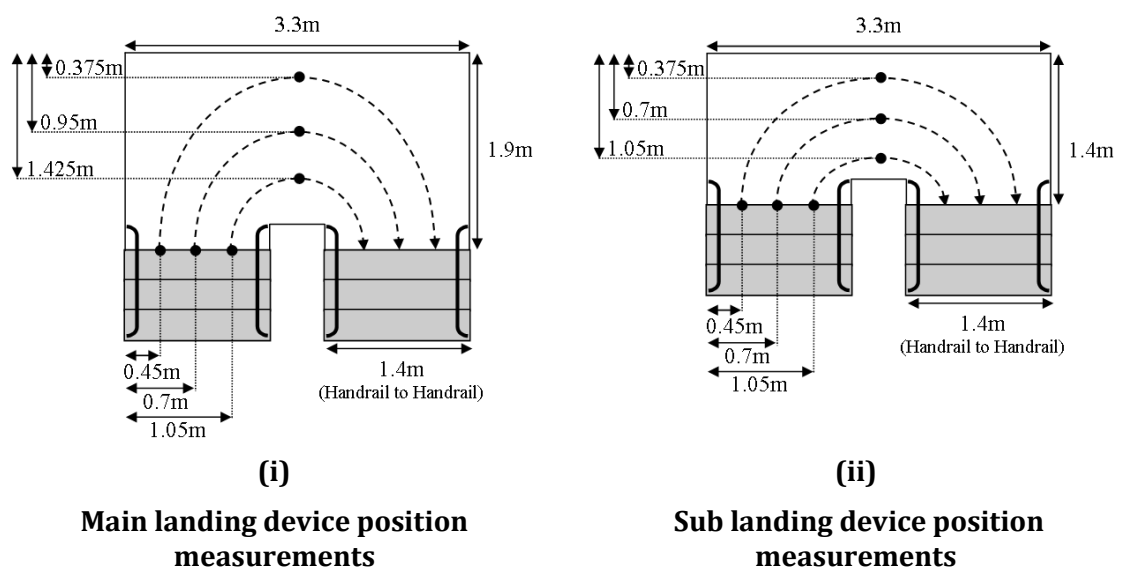 3.3m
0.375m
0.95m
1.425m
1.9m
0.45m
0.7m
1.05m
1.4m
(Handrail to Handrail)
(i)
Main landing device position
measurements
3.3m
0.375m
0.7m
1.05m
1.4m
0.45m
0.7m
1.05m
1.4m
(Handrail to Handrail)
(ii)
Sub landing device position
measurements